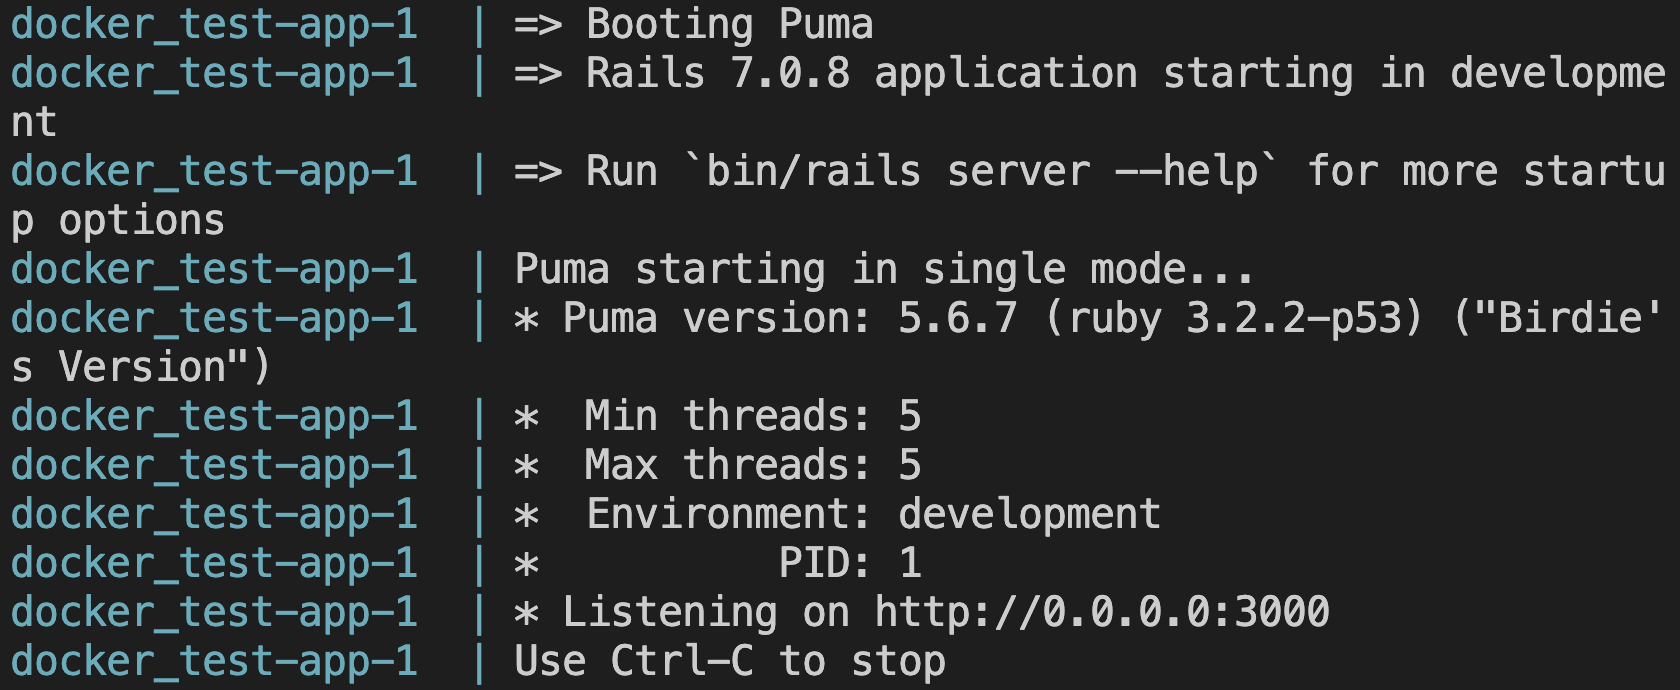 docker_test-app-1  | => Booting Puma
docker_test-app-1  | => Rails 7.0.8 application starting in developme
nt
docker_test-app-1  | => Run `bin/rails server --help` for more startu
p options
docker_test-app-1  | Puma starting in single mode...
docker_test-app-1  | * Puma version: 5.6.7 (ruby 3.2.2-p53) ("Birdie'
s Version")
docker_test-app-1  | *  Min threads: 5
docker_test-app-1  | *  Max threads: 5
docker_test-app-1  | *  Environment: development
docker_test-app-1  | *          PID: 1
docker_test-app-1  | * Listening on http://0.0.0.0:3000
docker_test-app-1  | Use Ctrl-C to stop